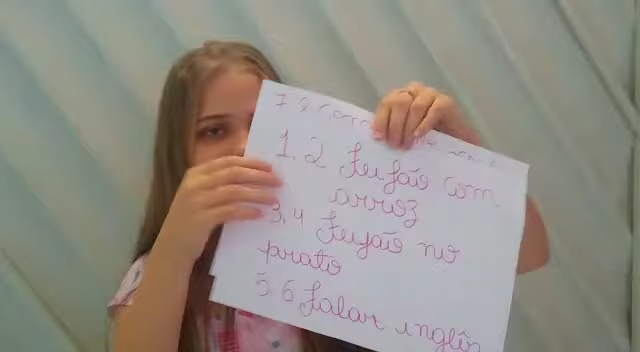 1, 2 Feijão com
arroz
3, 4 Feijão no
prato
5, 6 Falar inglês